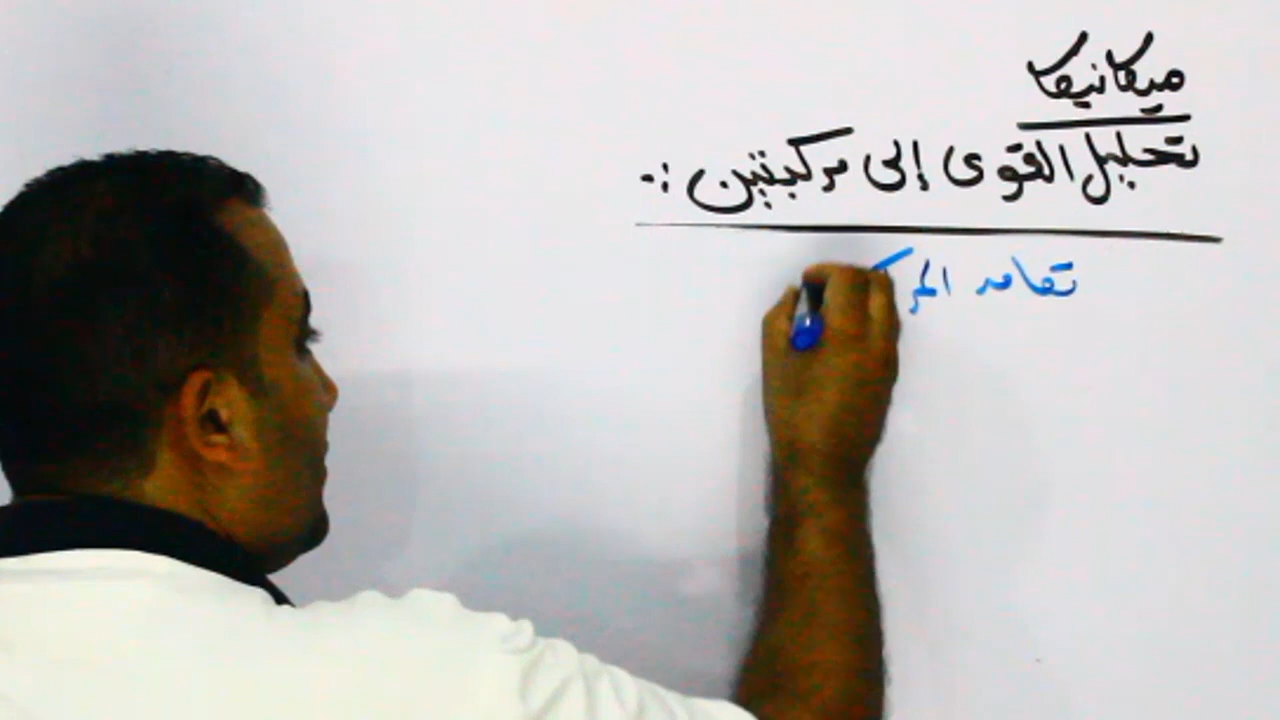 ميكانيكا
تحليل القوى إلى مركبتين :-
تعامد